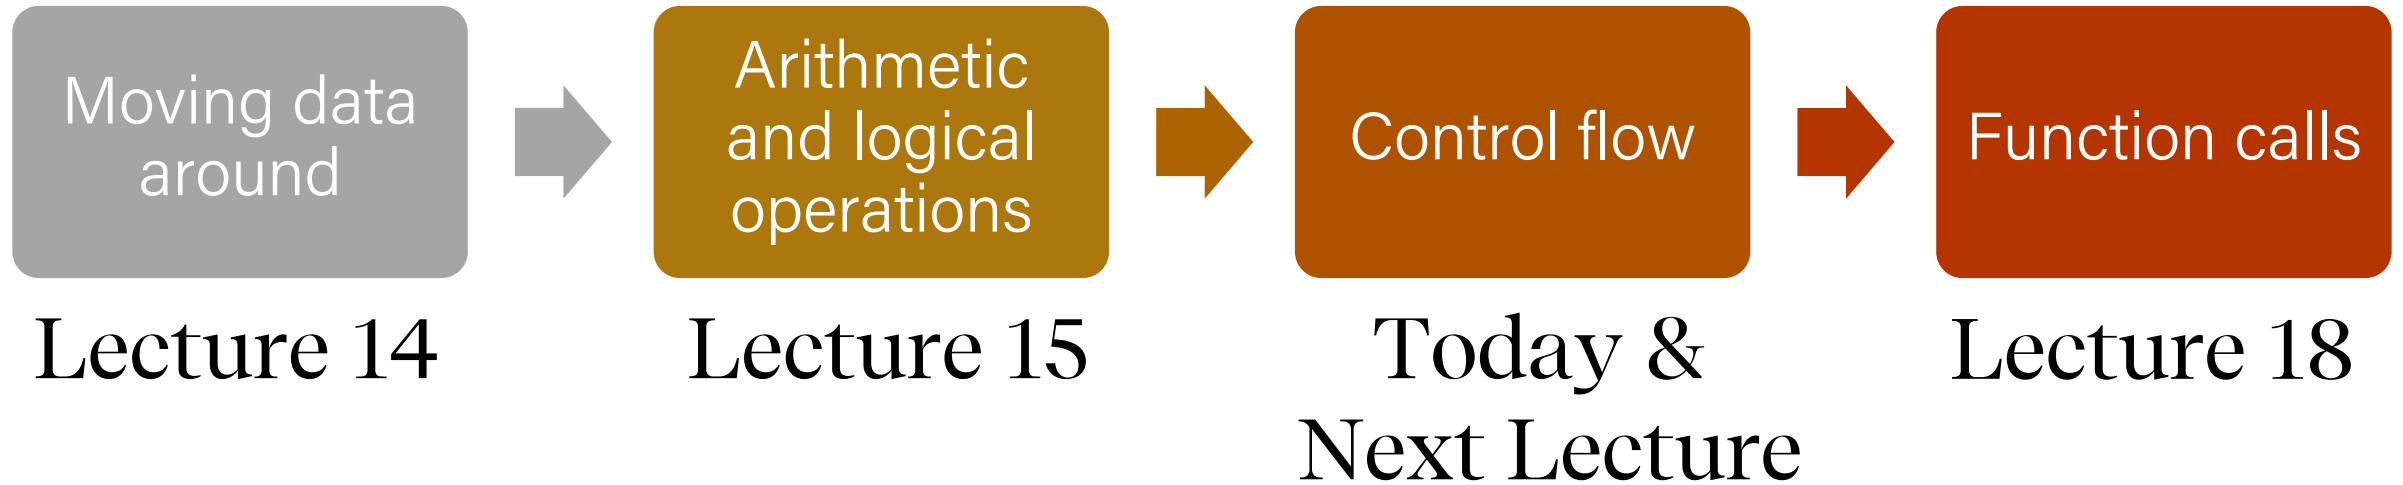 Moving data
around
Arithmetic
and logical
operations
Control flow
Function calls
Lecture 14
Lecture 15
Today &
Next Lecture
Lecture 18